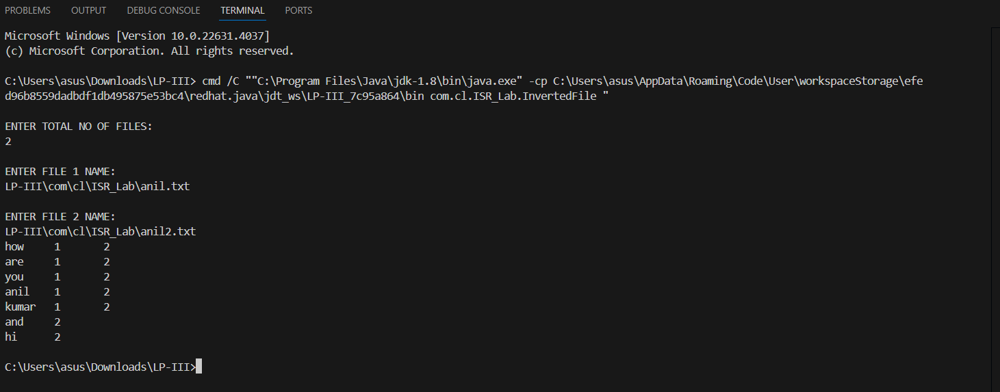 PROBLEMS OUTPUT DEBUG CONSOLE TERMINAL PORTS
Microsoft Windows [Version 10.0.22631.4037]
(c) Microsoft Corporation. All rights reserved.
C:\Users\asus\Downloads\LP-III> cmd /C ""C:\Program Files\Java\jdk-1.8\bin\java.exe" -cp C:\Users\asus\AppData\Roaming\Code\User\workspaceStorage\efe
d96b8559dadbdf1db495875e53bc4\redhat.java\jdt_ws\LP-III_7c95a864\bin com.cl.ISR_Lab.InvertedFile "
ENTER TOTAL NO OF FILES:
2
ENTER FILE 1 NAME:
LP-III\com\cl\ISR_Lab\anil.txt
ENTER FILE 2 NAME:
LP-III\com\cl\ISR_Lab\anil2.txt
how 1 2
are 1 2
you 1 2
anil 1 2
kumar 1 2
and 2
hi 2
C:\Users\asus\Downloads\LP-III>